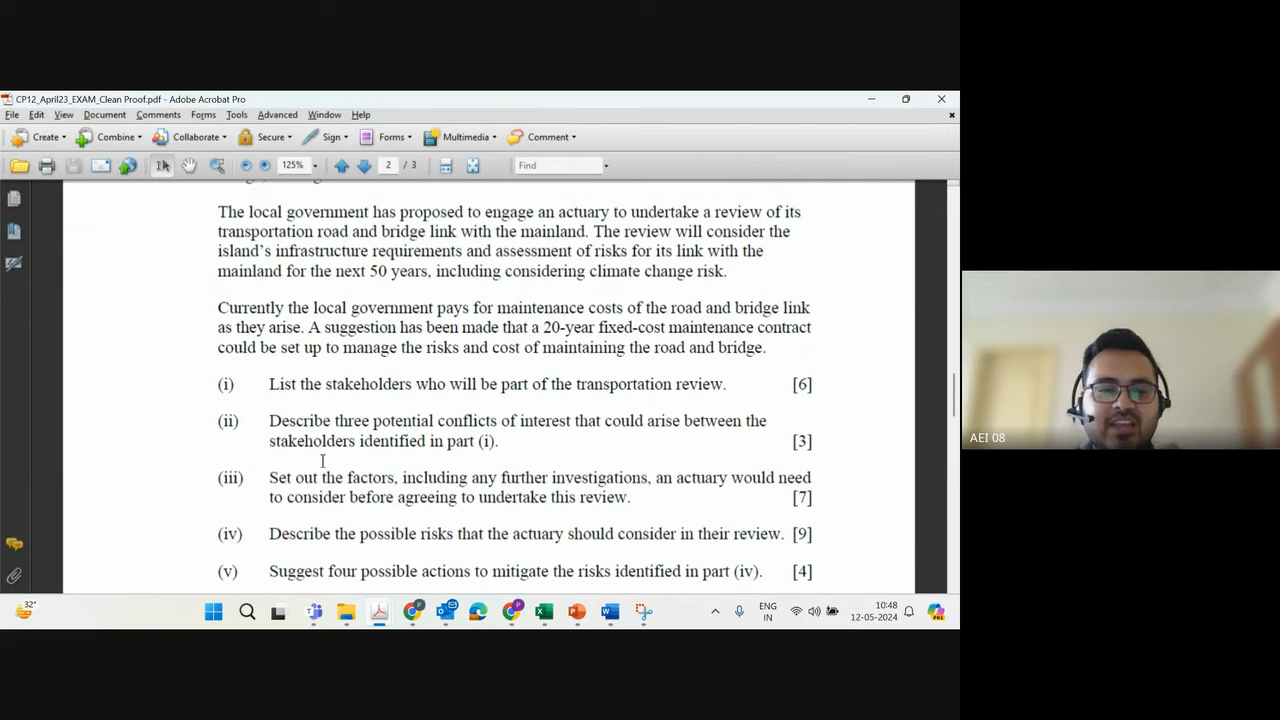 CP12_April23_EXAM_Clean Proof.pdf - Adobe Acrobat Pro
File Edit View Document Comments Forms Tools Advanced Window Help
Create Combine Collaborate Secure Sign Forms Multimedia Comment
125% 2 / 3 Find
The local government has proposed to engage an actuary to undertake a review of its
transportation road and bridge link with the mainland. The review will consider the
island's infrastructure requirements and assessment of risks for its link with the
mainland for the next 50 years, including considering climate change risk.
Currently the local government pays for maintenance costs of the road and bridge link
as they arise. A suggestion has been made that a 20-year fixed-cost maintenance contract
could be set up to manage the risks and cost of maintaining the road and bridge.
(i) List the stakeholders who will be part of the transportation review. [6]
(ii) Describe three potential conflicts of interest that could arise between the
stakeholders identified in part (i). [3]
(iii) Set out the factors, including any further investigations, an actuary would need
to consider before agreeing to undertake this review. [7]
(iv) Describe the possible risks that the actuary should consider in their review. [9]
(v) Suggest four possible actions to mitigate the risks identified in part (iv). [4]
AEI 08
32°
ENG
IN
10:48
12-05-2024